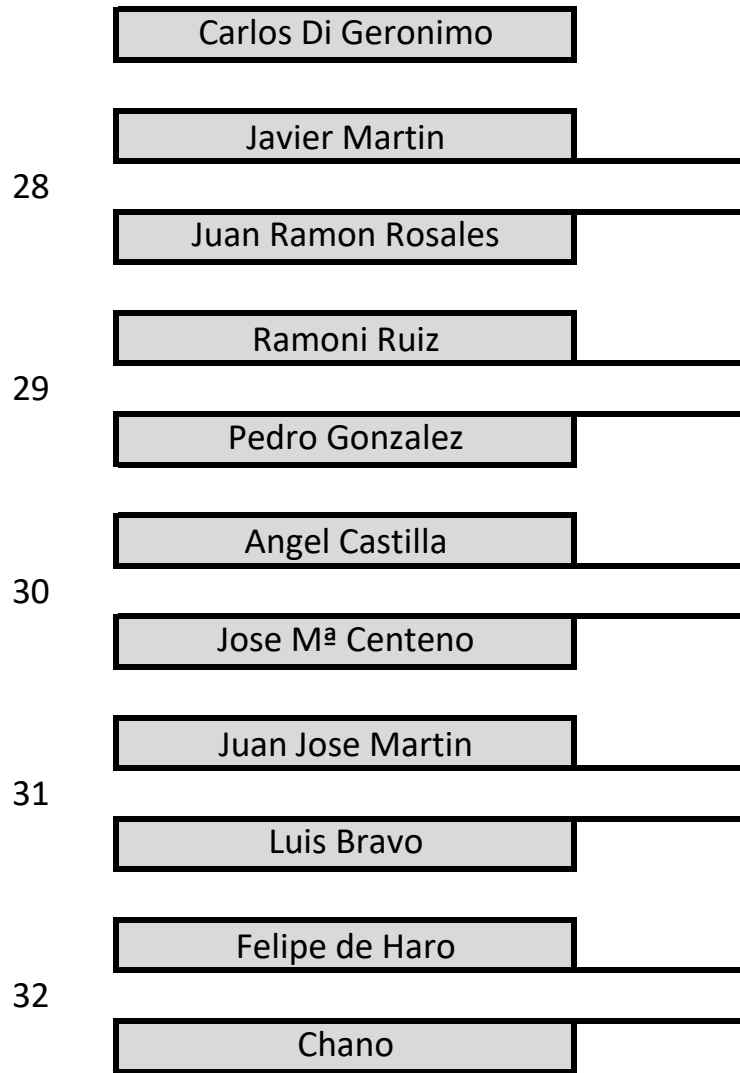 Carlos Di Geronimo
Javier Martin
28
Juan Ramon Rosales
Ramoni Ruiz
29
Pedro Gonzalez
Angel Castilla
30
Jose Mª Centeno
Juan Jose Martin
31
Luis Bravo
Felipe de Haro
32
Chano